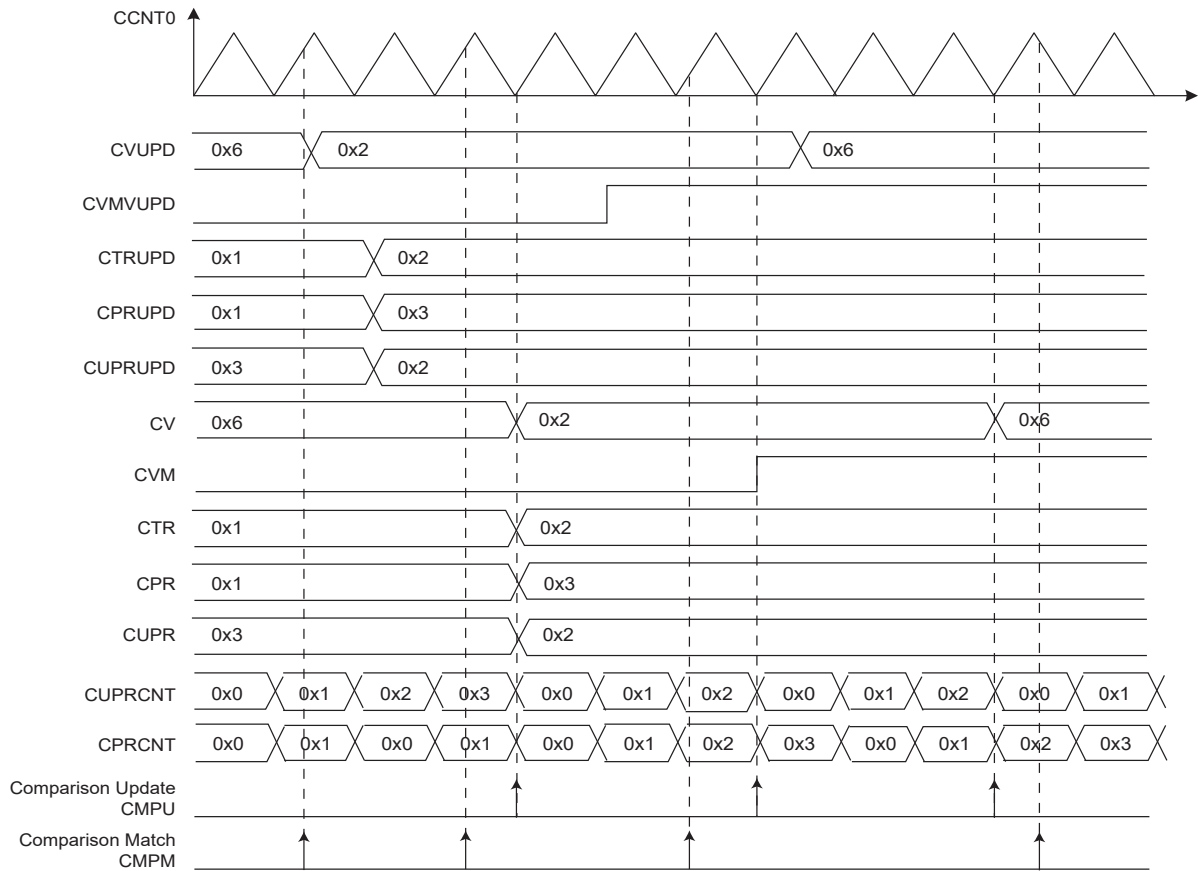 CCNT0
CVUPD 0x6 0x2 0x6
CVMVUPD
CTRUPD 0x1 0x2
CPRUPD 0x1 0x3
CUPRUPD 0x3 0x2
CV 0x6 0x2 0x6
CVM
CTR 0x1 0x2
CPR 0x1 0x3
CUPR 0x3 0x2
CUPRCNT 0x0 0x1 0x2 0x3 0x0 0x1 0x2 0x0 0x1 0x2 0x0 0x1
CPRCNT 0x0 0x1 0x0 0x1 0x0 0x1 0x2 0x3 0x0 0x1 0x2 0x3
Comparison Update
CMPU
Comparison Match
CMPM